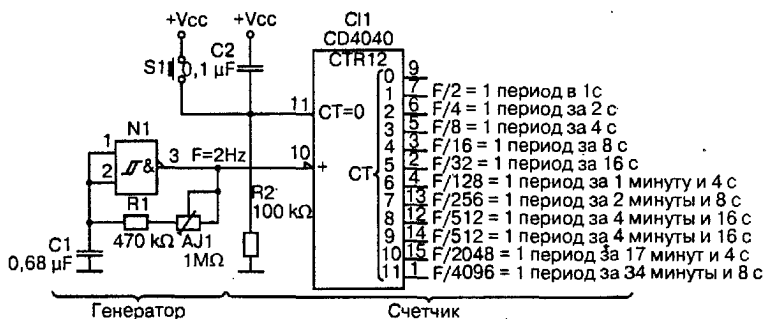 +Vcc
+Vcc
CI1
CD4040
C2
S1
0,1 µF
CTR12
0
9
1
7
F/2 = 1 период в 1с
11
CT=0
2
6
F/4 = 1 период за 2 с
3
5
F/8 = 1 период за 4 с
N1
4
3
F/16 = 1 период за 8 с
1
3
F=2Hz
10
+
CT
5
2
F/32 = 1 период за 16 с
2
&
6
4
F/128 = 1 период за 1 минуту и 4 с
R2
7
13
F/256 = 1 период за 2 минуты и 8 с
R1
100 kΩ
8
12
F/512 = 1 период за 4 минуты и 16 с
C1
470 kΩ
AJ1
9
14
F/512 = 1 период за 4 минуты и 16 с
0,68 µF
1MΩ
10
15
F/2048 = 1 период за 17 минут и 4 с
11
1
F/4096 = 1 период за 34 минуты и 8 с
Генератор
Счетчик